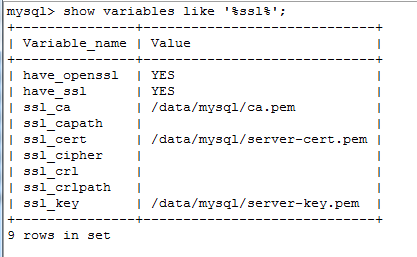 mysql> show variables like '%ssl%';
+---------------+----------------------------+
| Variable_name | Value                      |
+---------------+----------------------------+
| have_openssl  | YES                        |
| have_ssl      | YES                        |
| ssl_ca        | /data/mysql/ca.pem         |
| ssl_capath    |                            |
| ssl_cert      | /data/mysql/server-cert.pem |
| ssl_cipher    |                            |
| ssl_crl       |                            |
| ssl_crlpath   |                            |
| ssl_key       | /data/mysql/server-key.pem |
+---------------+----------------------------+
9 rows in set